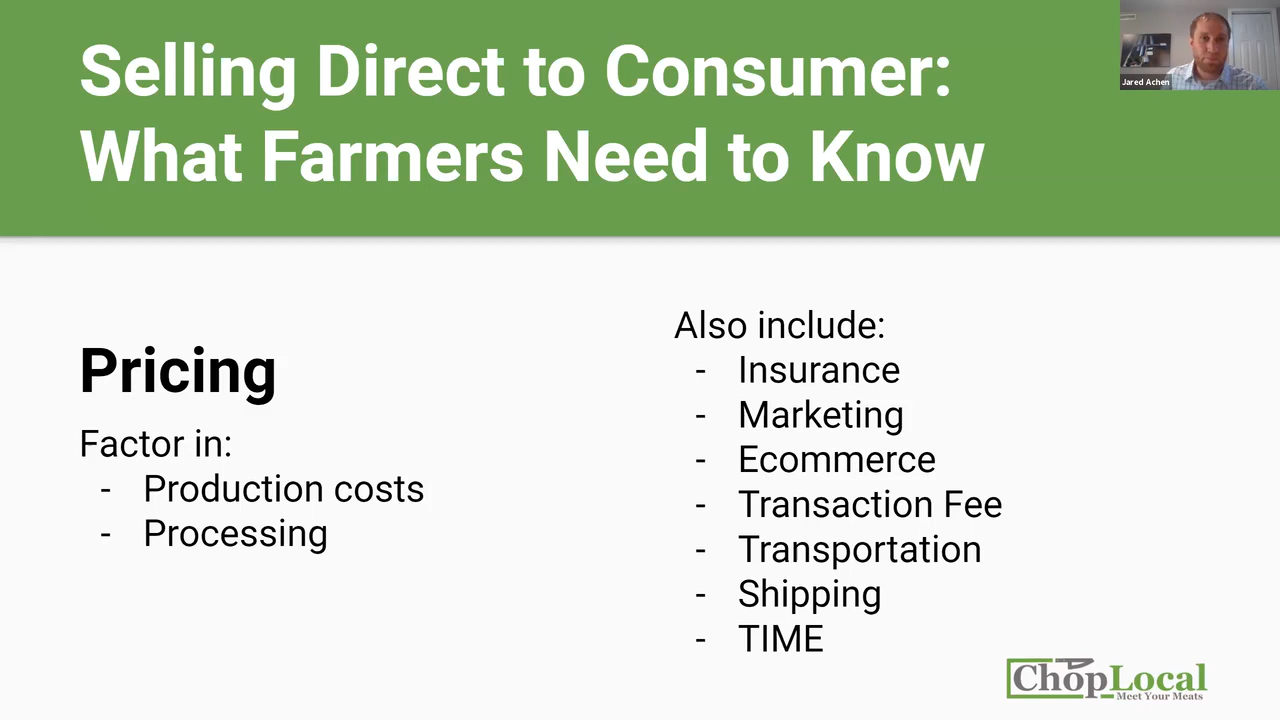 Selling Direct to Consumer:
What Farmers Need to Know
Jared Achen
Pricing
Factor in:
- Production costs
- Processing
Also include:
- Insurance
- Marketing
- Ecommerce
- Transaction Fee
- Transportation
- Shipping
- TIME
ChopLocal
Meet Your Meats